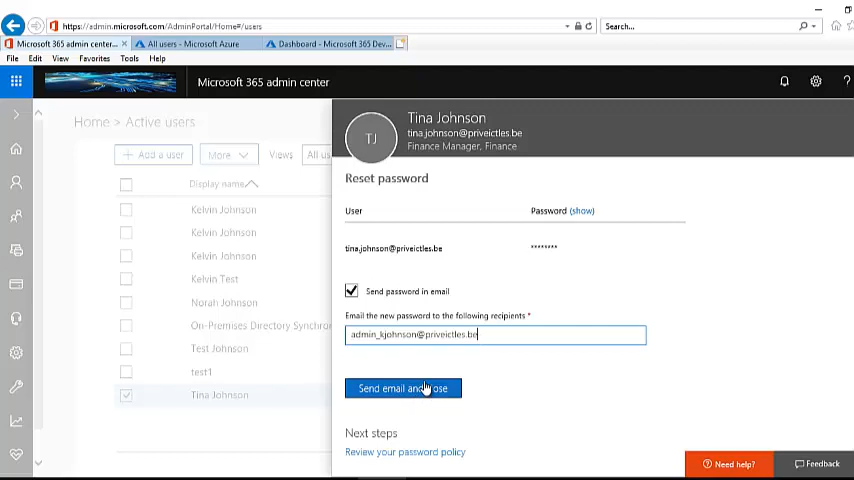 https://admin.microsoft.com/AdminPortal/Home#/users
Search...
Microsoft 365 admin center...
All users - Microsoft Azure
Dashboard - Microsoft 365 Dev...
File Edit View Favorites Tools Help
Microsoft 365 admin center
Home > Active users
Add a user
More
Views
All us
Display name
Kelvin Johnson
Kelvin Johnson
Kelvin Johnson
Kelvin Test
Norah Johnson
On-Premises Directory Synchron
Test Johnson
test1
Tina Johnson
TJ
Tina Johnson
tina.johnson@priveictles.be
Finance Manager, Finance
Reset password
User
Password (show)
tina.johnson@priveictles.be
********
Send password in email
Email the new password to the following recipients *
admin_kjohnson@priveictles.be
Send email and close
Next steps
Review your password policy
Need help?
Feedback